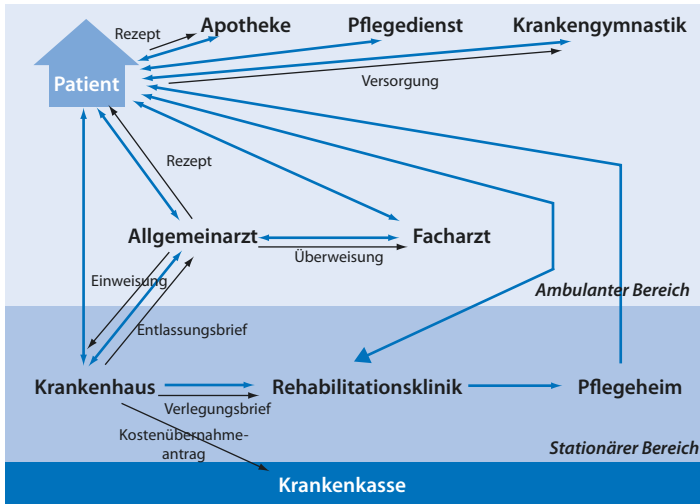 Rezept
Apotheke
Pflegedienst
Krankengymnastik
Patient
Versorgung
Rezept
Allgemeinarzt
Facharzt
Überweisung
Einweisung
Ambulanter Bereich
Entlassungsbrief
Krankenhaus
Rehabilitationsklinik
Pflegeheim
Verlegungsbrief
Kostenübernahme-
antrag
Stationärer Bereich
Krankenkasse